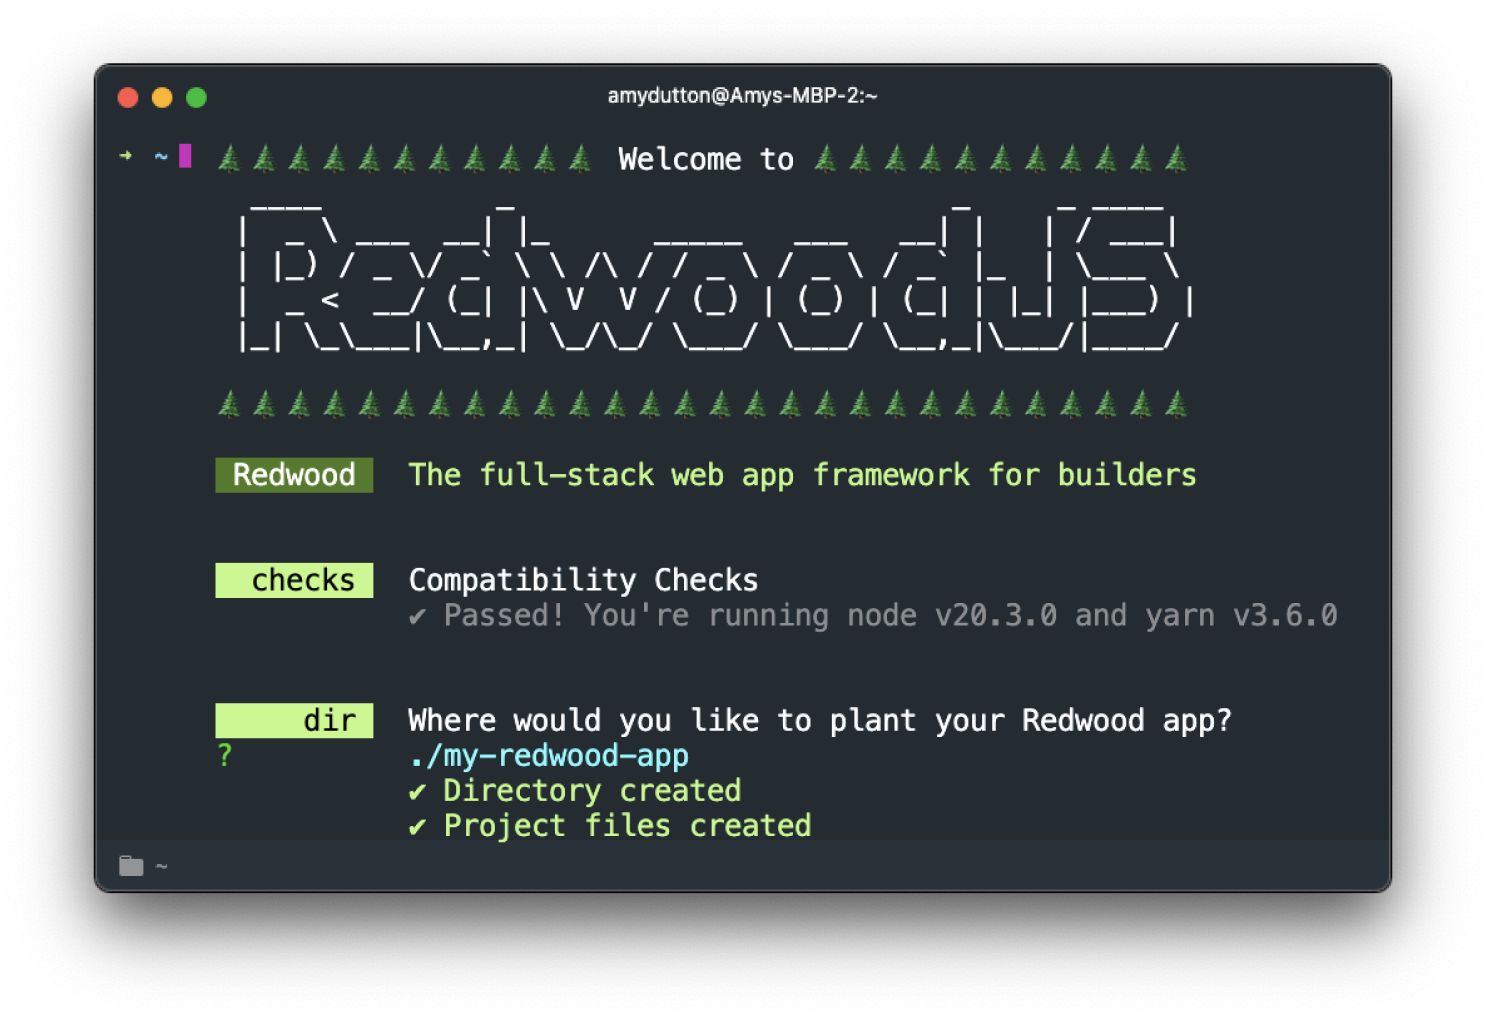 amydutton@Amys-MBP-2:~
➜ ~ 🌲🌲🌲🌲🌲🌲🌲🌲🌲🌲🌲 Welcome to 🌲🌲🌲🌲🌲🌲🌲🌲🌲🌲🌲
RedwoodJS
Redwood The full-stack web app framework for builders
checks Compatibility Checks
✔ Passed! You're running node v20.3.0 and yarn v3.6.0
dir Where would you like to plant your Redwood app?
? ./my-redwood-app
✔ Directory created
✔ Project files created
~